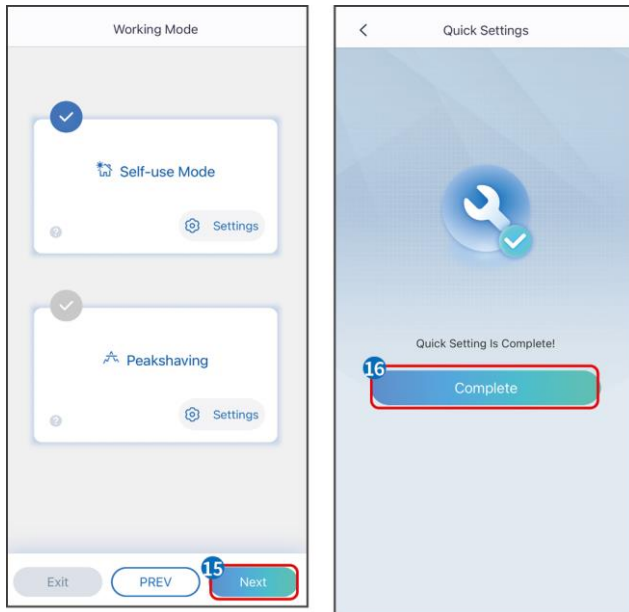 Working Mode
Self-use Mode
?
Settings
Peakshaving
?
Settings
Exit
PREV
15
Next
Quick Settings
Quick Setting Is Complete!
16
Complete